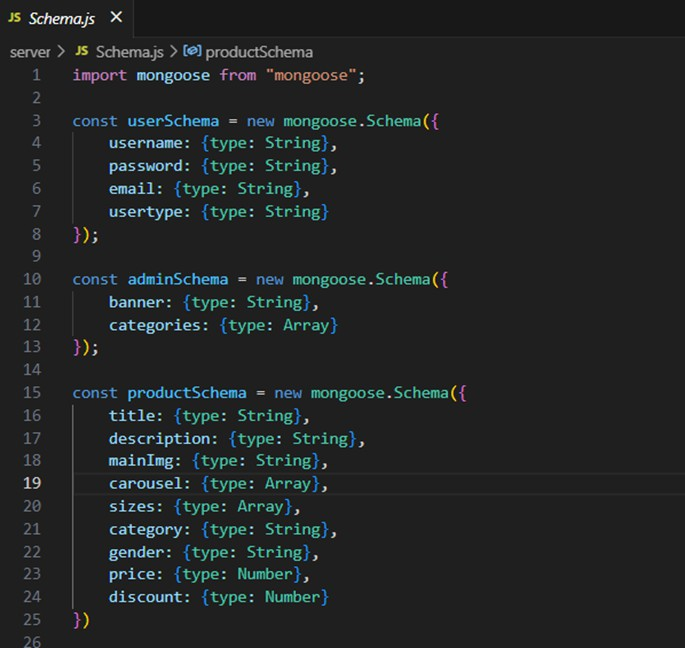 JS Schema.js ×
server > JS Schema.js > productSchema
1 import mongoose from "mongoose";
2
3 const userSchema = new mongoose.Schema({
4     username: {type: String},
5     password: {type: String},
6     email: {type: String},
7     usertype: {type: String}
8 });
9
10 const adminSchema = new mongoose.Schema({
11     banner: {type: String},
12     categories: {type: Array}
13 });
14
15 const productSchema = new mongoose.Schema({
16     title: {type: String},
17     description: {type: String},
18     mainImg: {type: String},
19     carousel: {type: Array},
20     sizes: {type: Array},
21     category: {type: String},
22     gender: {type: String},
23     price: {type: Number},
24     discount: {type: Number}
25 })
26